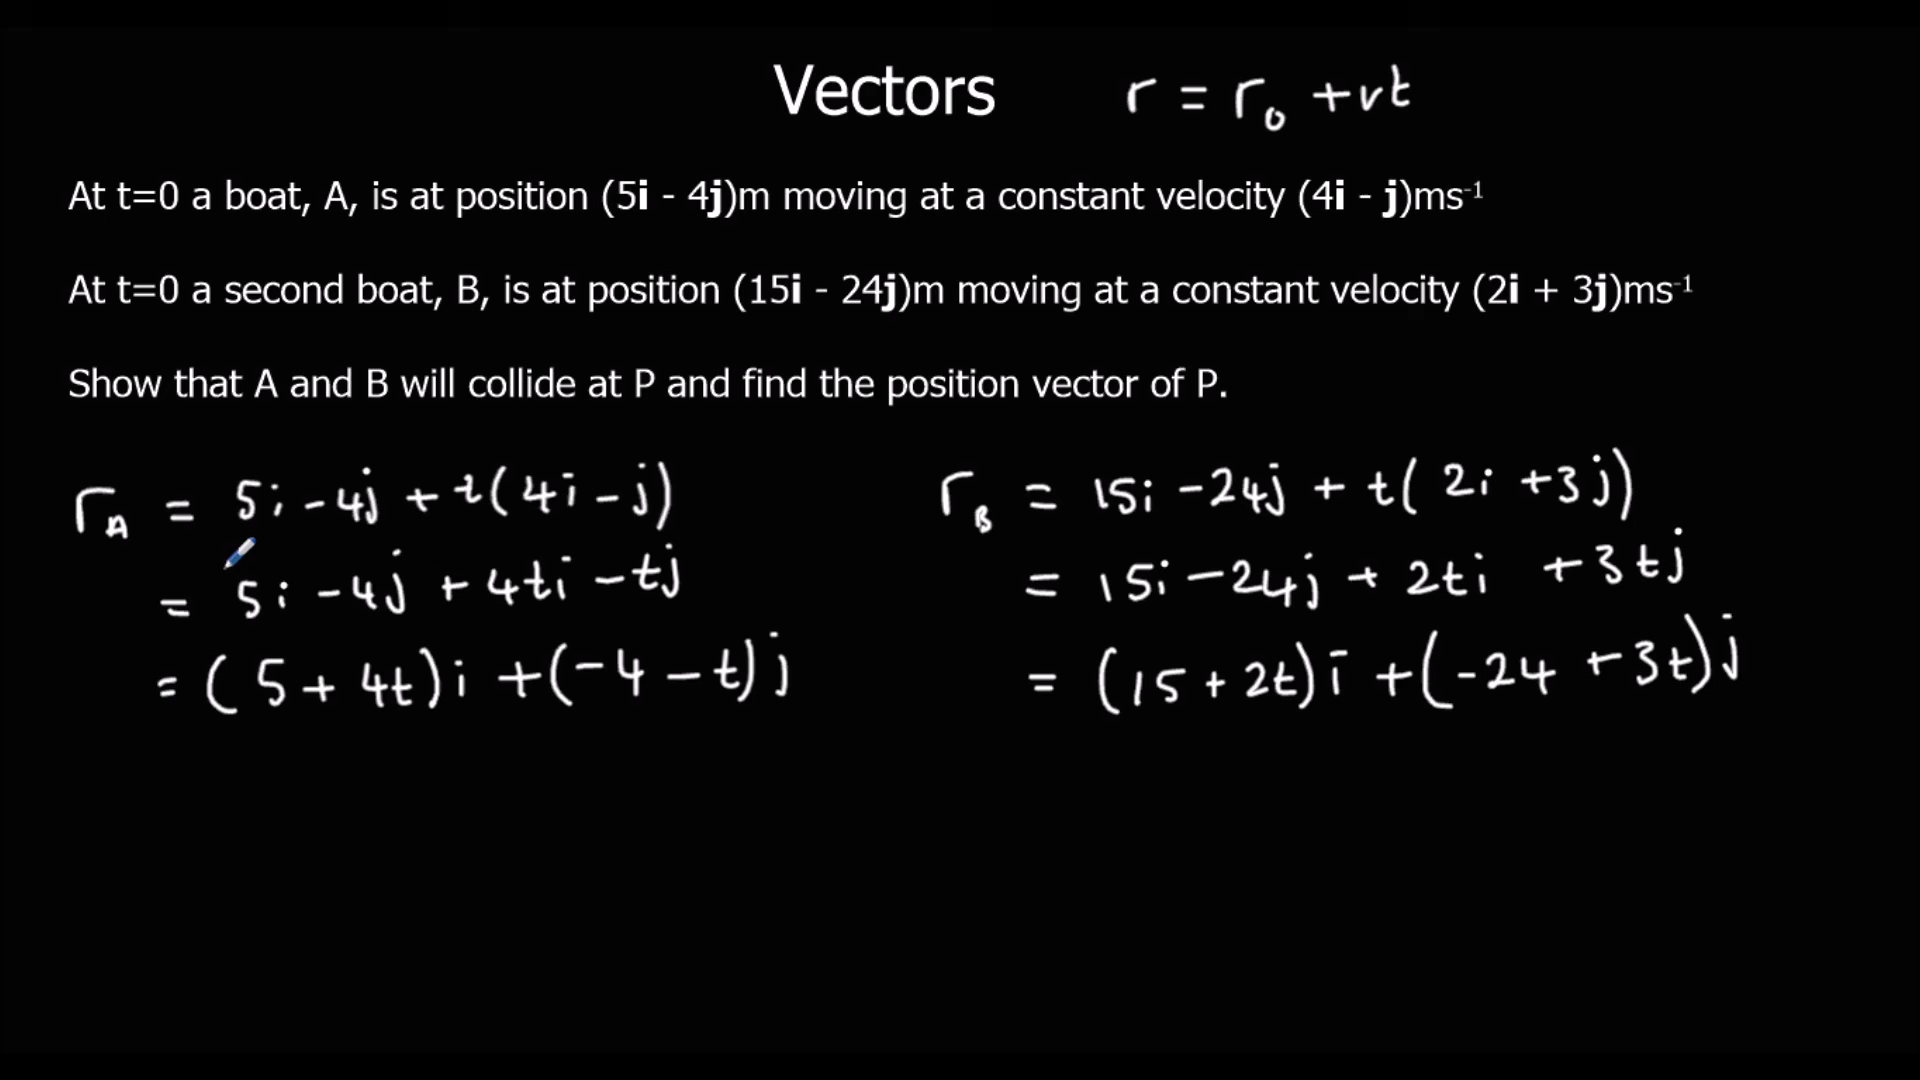 Vectors r = r₀ + vt
At t=0 a boat, A, is at position (5i - 4j)m moving at a constant velocity (4i - j)ms⁻¹
At t=0 a second boat, B, is at position (15i - 24j)m moving at a constant velocity (2i + 3j)ms⁻¹
Show that A and B will collide at P and find the position vector of P.
r_A = 5i - 4j + t(4i - j)
= 5i - 4j + 4ti - tj
= (5 + 4t)i + (-4 - t)j
r_B = 15i - 24j + t(2i + 3j)
= 15i - 24j + 2ti + 3tj
= (15 + 2t)i + (-24 + 3t)j